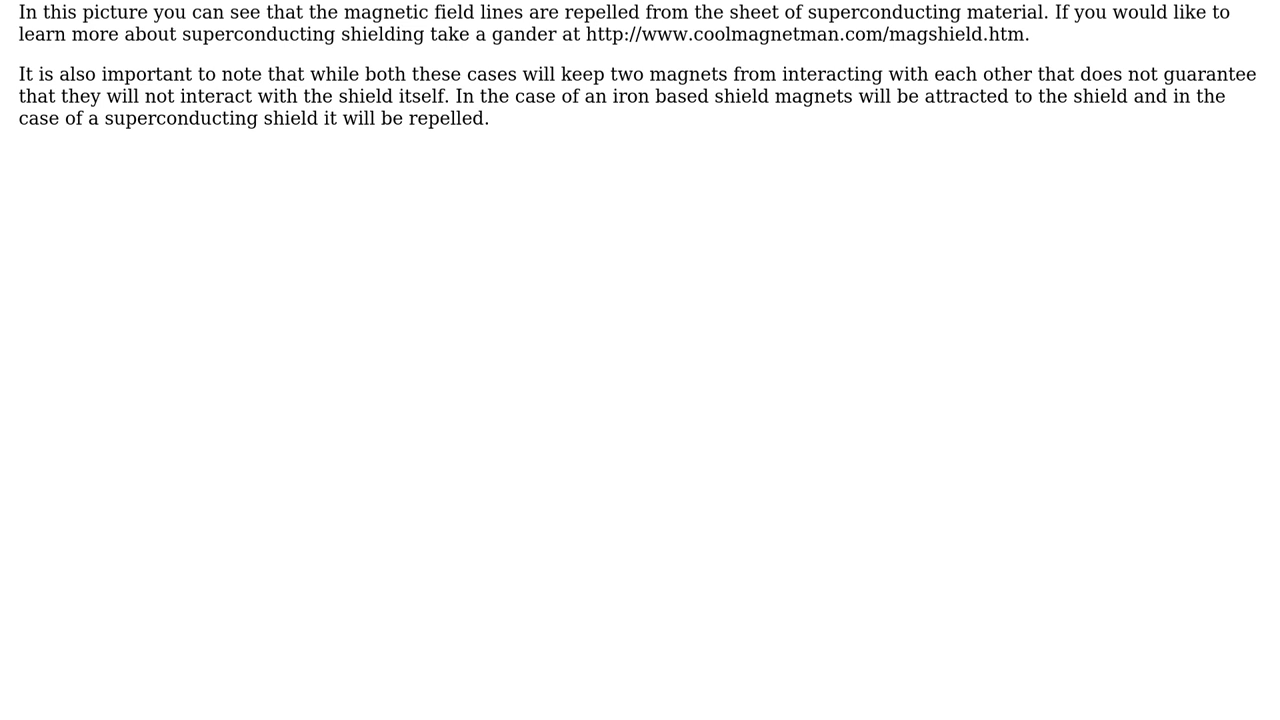 In this picture you can see that the magnetic field lines are repelled from the sheet of superconducting material. If you would like to
learn more about superconducting shielding take a gander at http://www.coolmagnetman.com/magshield.htm.
It is also important to note that while both these cases will keep two magnets from interacting with each other that does not guarantee
that they will not interact with the shield itself. In the case of an iron based shield magnets will be attracted to the shield and in the
case of a superconducting shield it will be repelled.